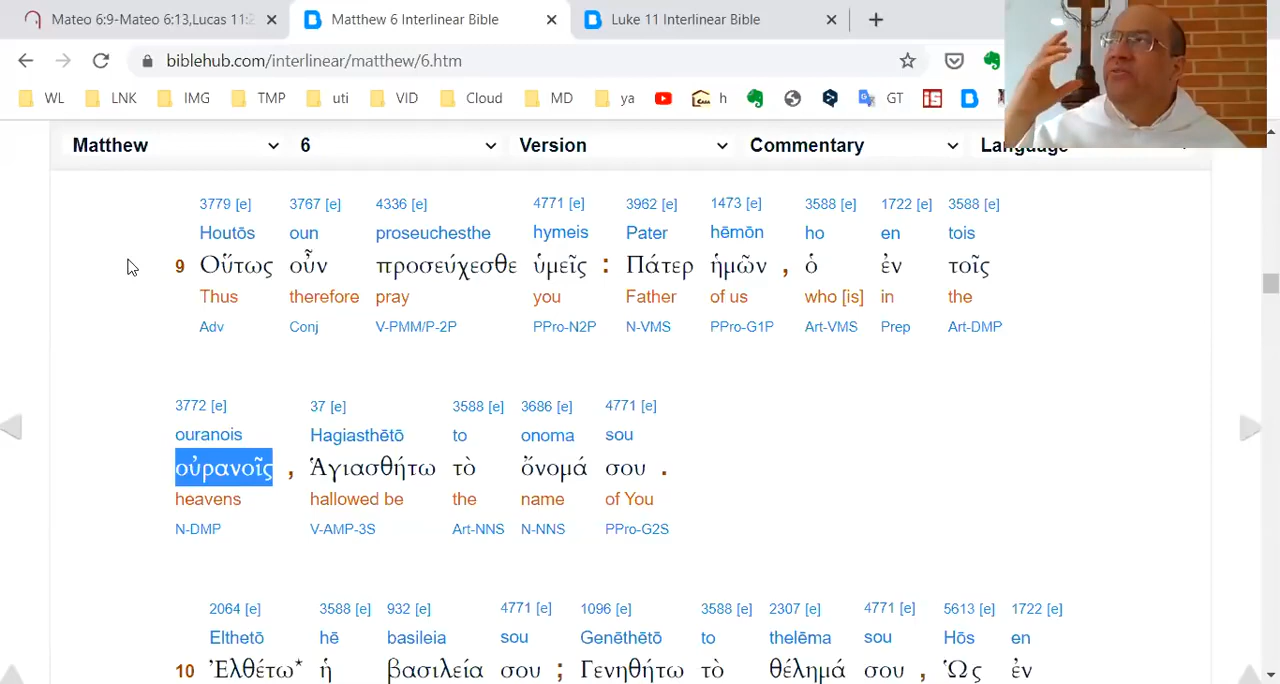 Mateo 6:9-Mateo 6:13,Lucas 11:2 Matthew 6 Interlinear Bible Luke 11 Interlinear Bible
biblehub.com/interlinear/matthew/6.htm
WL LNK IMG TMP uti VID Cloud MD ya h GT
Matthew 6 Version Commentary Language
3779 [e] 3767 [e] 4336 [e] 4771 [e] 3962 [e] 1473 [e] 3588 [e] 1722 [e] 3588 [e]
Houtōs oun proseuchesthe hymeis Pater hēmōn ho en tois
9 Οὕτως οὖν προσεύχεσθε ὑμεῖς : Πάτερ ἡμῶν , ὁ ἐν τοῖς
Thus therefore pray you Father of us who [is] in the
Adv Conj V-PMM/P-2P PPro-N2P N-VMS PPro-G1P Art-VMS Prep Art-DMP
3772 [e] 37 [e] 3588 [e] 3686 [e] 4771 [e]
ouranois Hagiasthētō to onoma sou
οὐρανοῖς , Ἁγιασθήτω τὸ ὄνομά σου .
heavens hallowed be the name of You
N-DMP V-AMP-3S Art-NNS N-NNS PPro-G2S
2064 [e] 3588 [e] 932 [e] 4771 [e] 1096 [e] 3588 [e] 2307 [e] 4771 [e] 5613 [e] 1722 [e]
Elthetō hē basileia sou Genēthētō to thelēma sou Hōs en
10 Ἐλθέτω* ἡ βασιλεία σου ; Γενηθήτω τὸ θέλημά σου , Ὡς ἐν